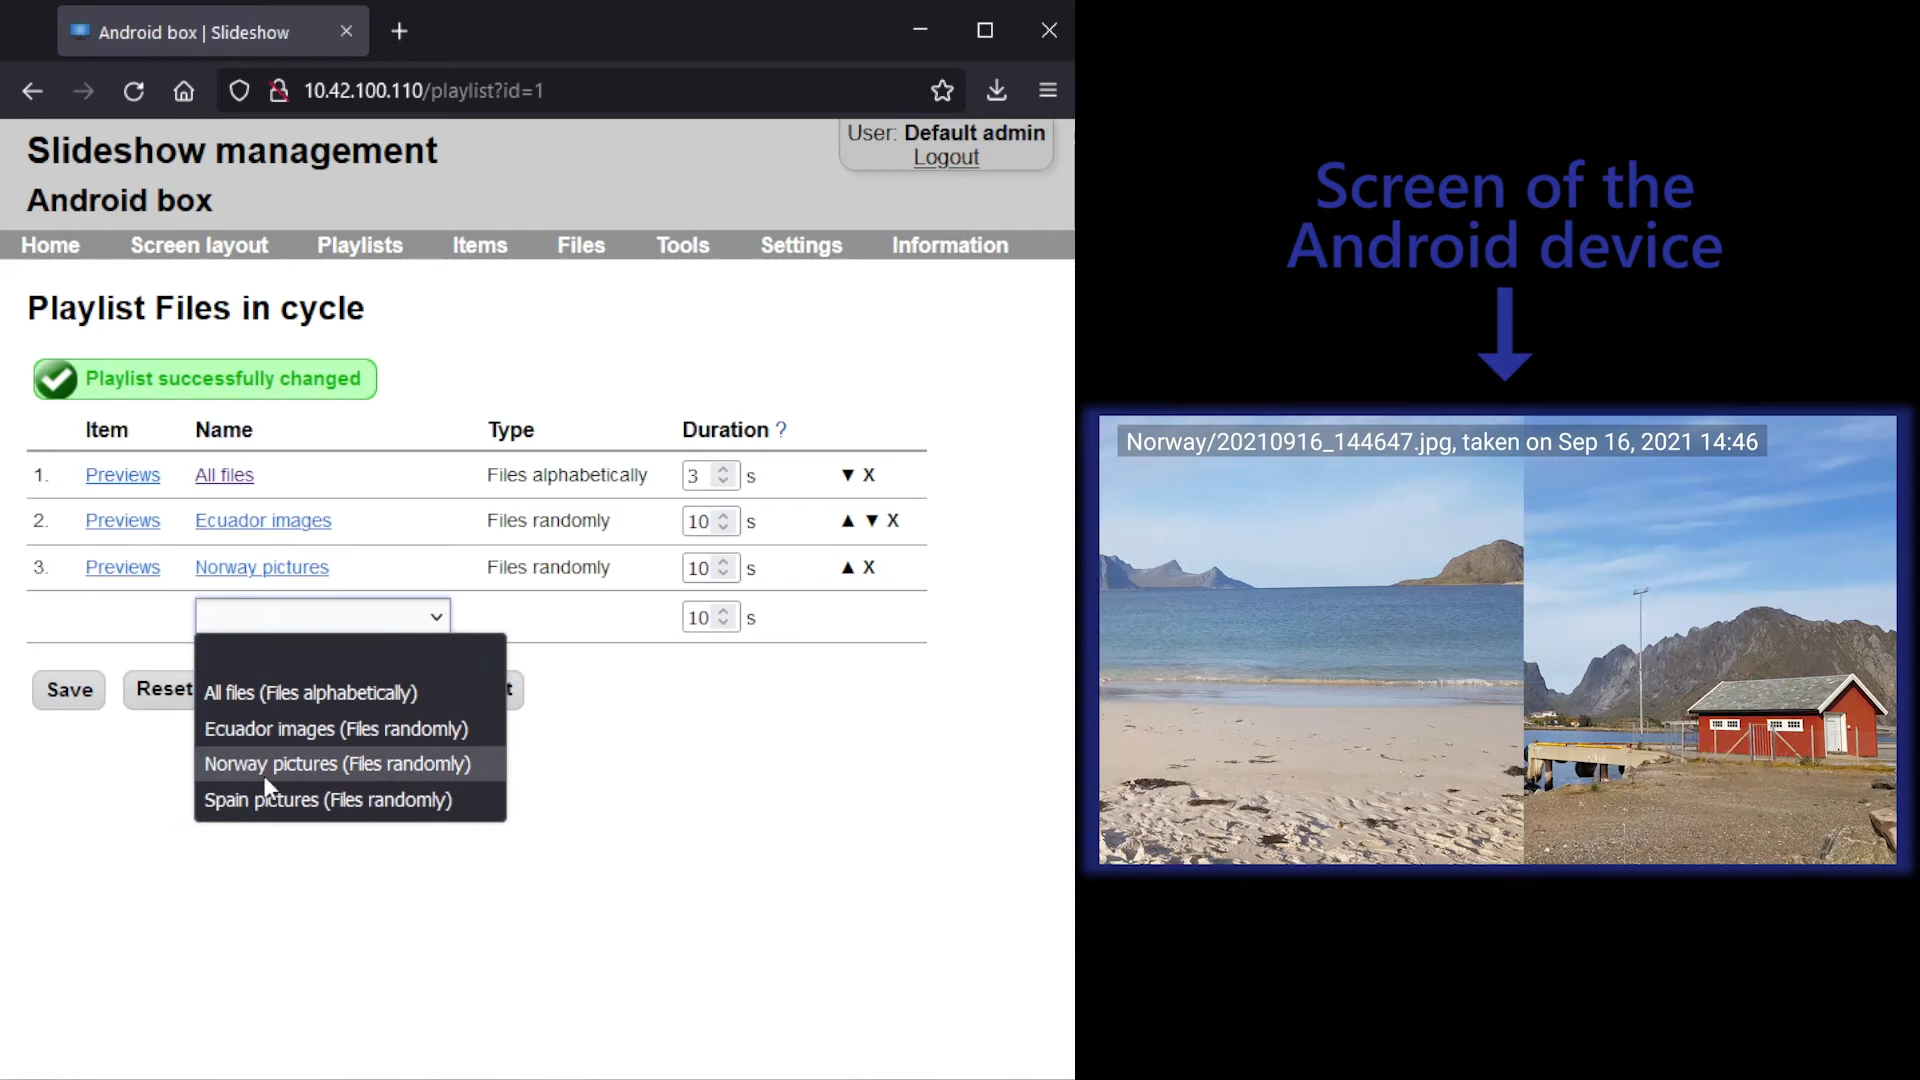 Android box | Slideshow
10.42.100.110/playlist?id=1
Slideshow management
User: Default admin
Logout
Android box
Home Screen layout Playlists Items Files Tools Settings Information
Playlist Files in cycle
Playlist successfully changed
Item Name Type Duration ?
1. Previews All files Files alphabetically 3 s ▼ X
2. Previews Ecuador images Files randomly 10 s ▲ ▼ X
3. Previews Norway pictures Files randomly 10 s ▲ X
10 s
Save Reset t
All files (Files alphabetically)
Ecuador images (Files randomly)
Norway pictures (Files randomly)
Spain pictures (Files randomly)
Screen of the
Android device
Norway/20210916_144647.jpg, taken on Sep 16, 2021 14:46